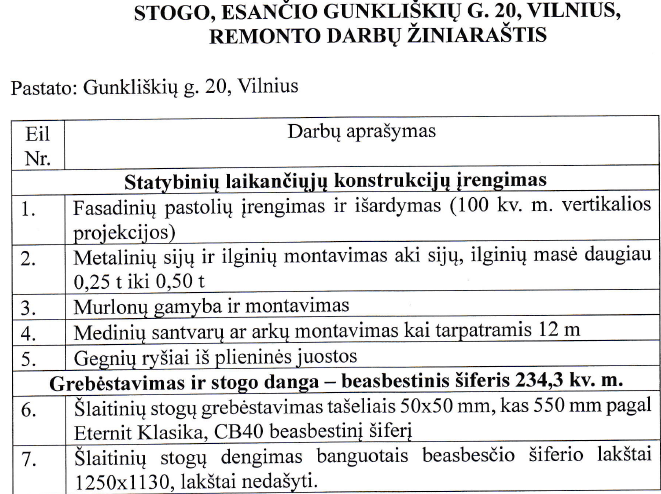 STOGO, ESANČIO GUNKLIŠKIŲ G. 20, VILNIUS,
REMONTO DARBŲ ŽINIARAŠTIS
Pastato: Gunkliškių g. 20, Vilnius
Eil Nr.
Darbų aprašymas
Statybinių laikančiųjų konstrukcijų įrengimas
1. Fasadinių pastolių įrengimas ir išardymas (100 kv. m. vertikalios
projekcijos)
2. Metalinių sijų ir ilginių montavimas aki sijų, ilginių masė daugiau
0,25 t iki 0,50 t
3. Murlonų gamyba ir montavimas
4. Medinių santvarų ar arkų montavimas kai tarpatramis 12 m
5. Gegnių ryšiai iš plieninės juostos
Grebėstavimas ir stogo danga – beasbestinis šiferis 234,3 kv. m.
6. Šlaitinių stogų grebėstavimas tašeliais 50x50 mm, kas 550 mm pagal
Eternit Klasika, CB40 beasbestinį šiferį
7. Šlaitinių stogų dengimas banguotais beasbesčio šiferio lakštai
1250x1130, lakštai nedašyti.